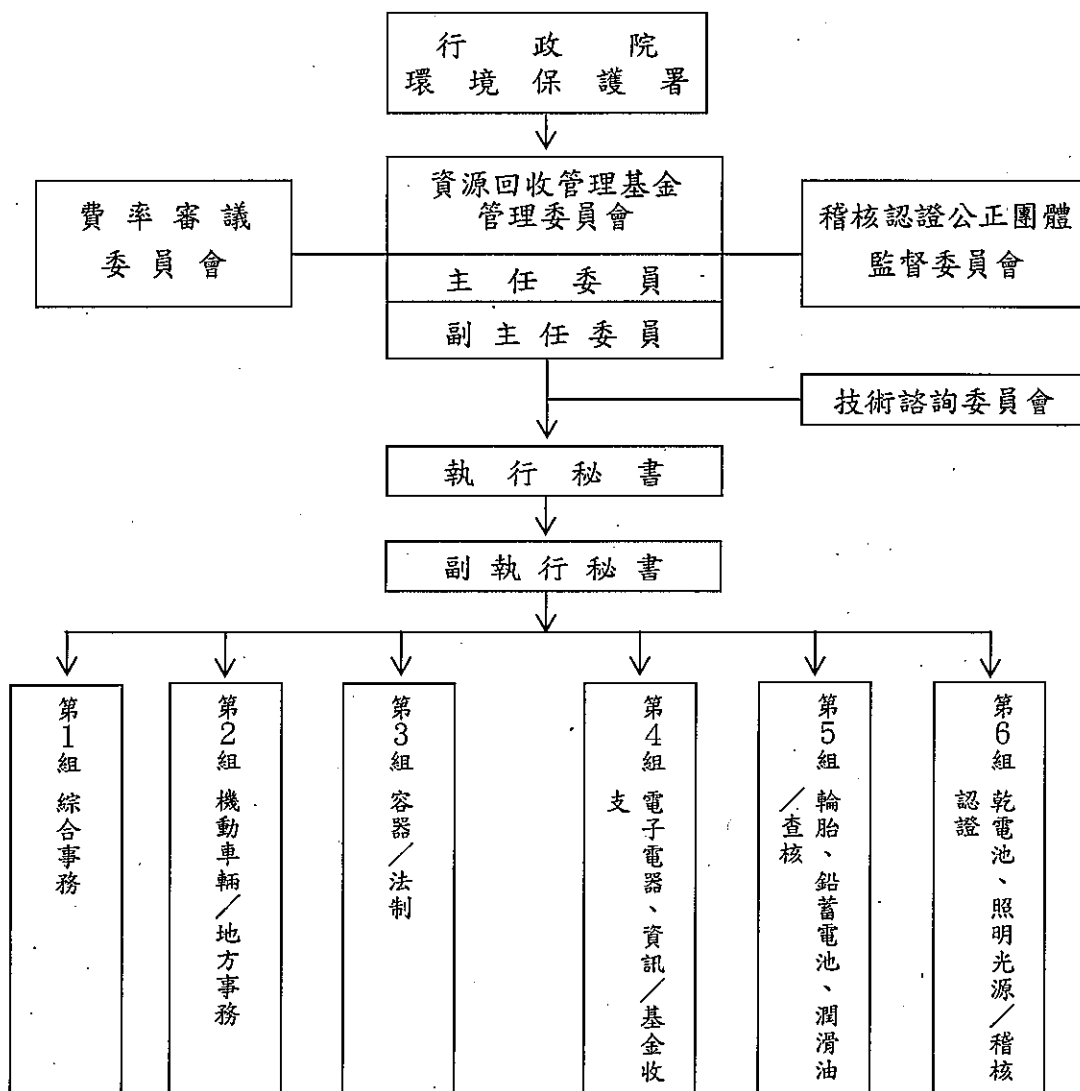 行政院
環境保護署
資源回收管理基金
管理委員會
費率審議
委員會
稽核認證公正團體
監督委員會
主任委員
副主任委員
技術諮詢委員會
執行秘書
副執行秘書
第1組 綜合事務
第2組 機動車輛／地方事務
第3組 容器／法制
第4組 電子電器、資訊／基金收
支
第5組 輪胎、鉛蓄電池、潤滑油
／查核
第6組 乾電池、照明光源／稽核
認證